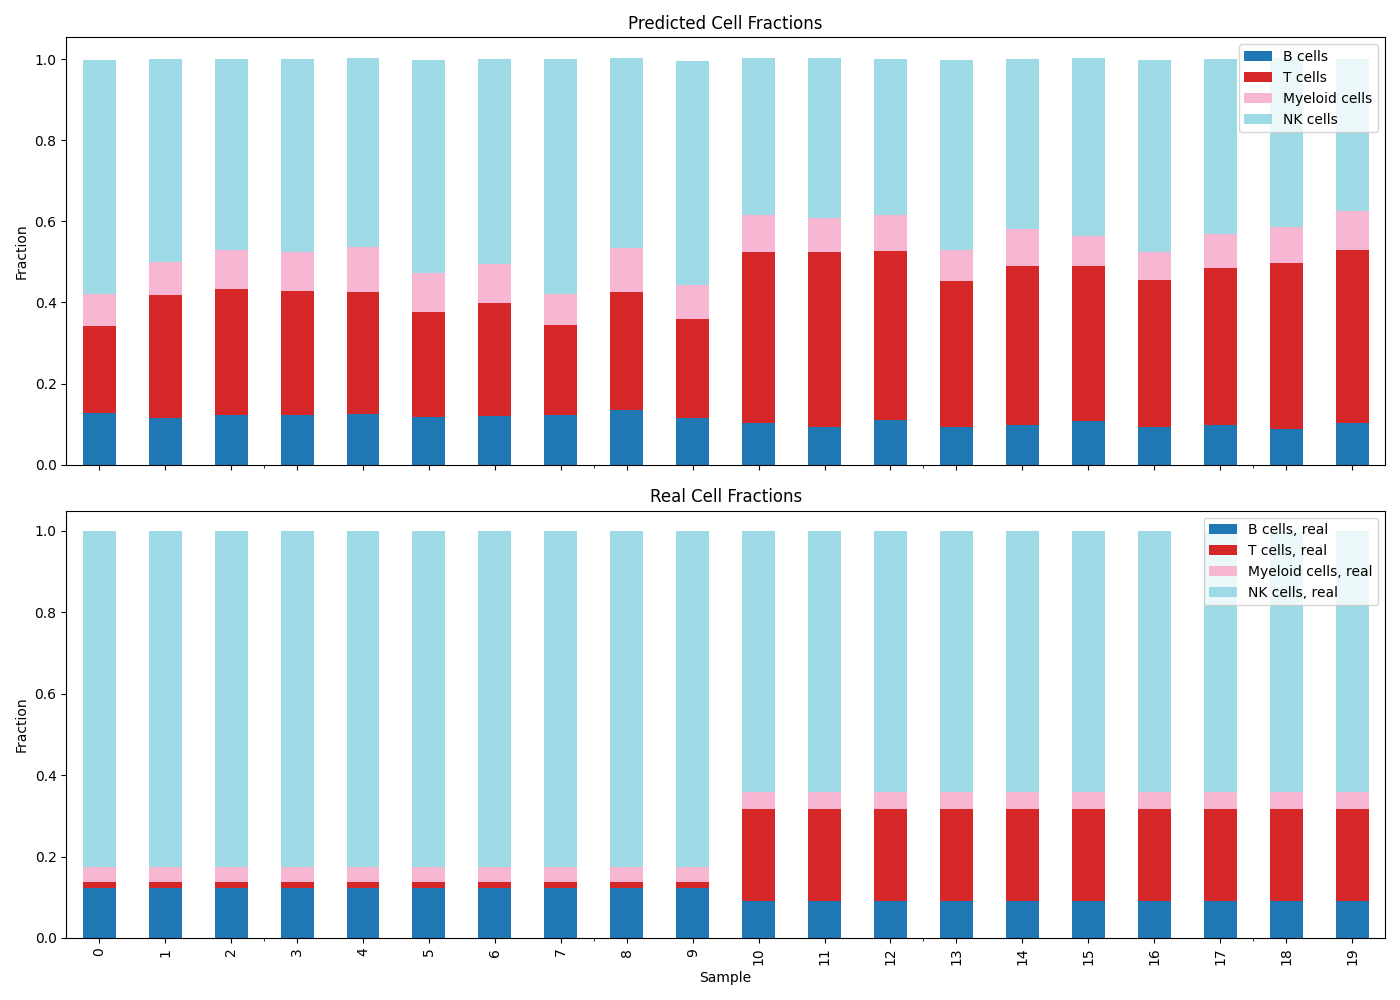 Predicted Cell Fractions
1.0
0.8
0.6
0.4
0.2
0.0
Fraction
B cells
T cells
Myeloid cells
NK cells
Real Cell Fractions
1.0
0.8
0.6
0.4
0.2
0.0
Fraction
B cells, real
T cells, real
Myeloid cells, real
NK cells, real
0 1 2 3 4 5 6 7 8 9 10 11 12 13 14 15 16 17 18 19
Sample